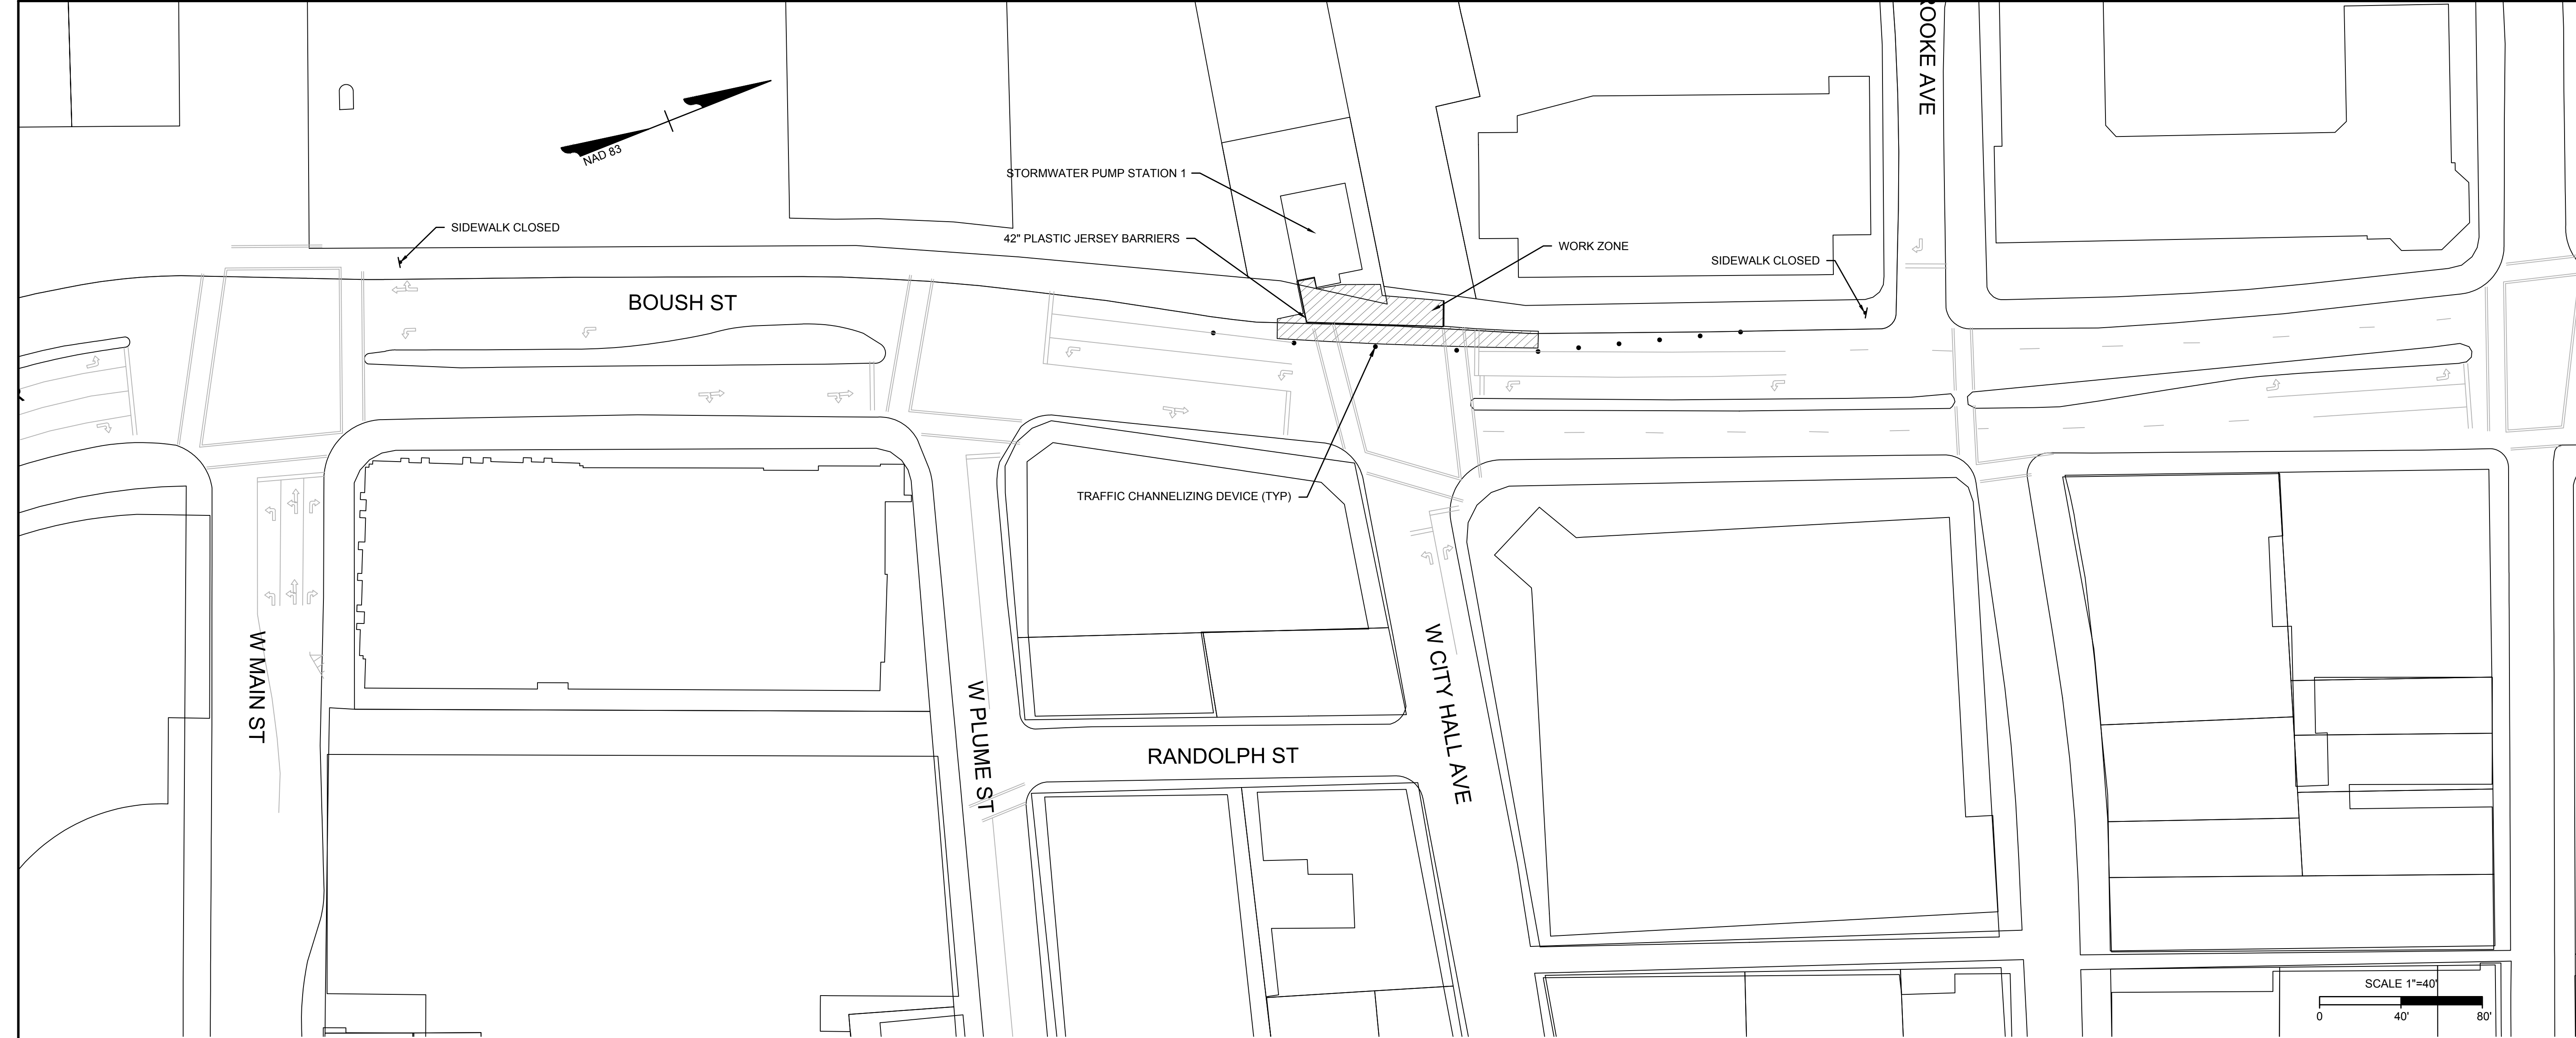 ROOKE AVE
NAD 83
STORMWATER PUMP STATION 1
SIDEWALK CLOSED
42" PLASTIC JERSEY BARRIERS
WORK ZONE
SIDEWALK CLOSED
BOUSH ST
TRAFFIC CHANNELIZING DEVICE (TYP)
W MAIN ST
W PLUME ST
W CITY HALL AVE
RANDOLPH ST
SCALE 1"=40'
0 40' 80'